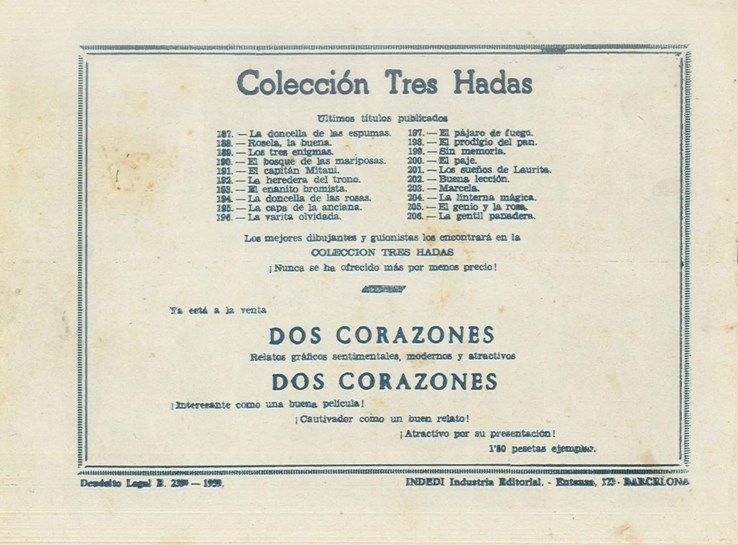 Colección Tres Hadas
Ultimos títulos publicados
187. — La doncella de las espumas.
188. — Rosela, la buena.
189. — Los tres enigmas.
190. — El bosque de las mariposas.
191. — El capitán Mitaui.
192. — La heredera del trono.
193. — El enanito bromista.
194. — La doncella de las rosas.
195. — La capa de la anciana.
196. — La varita olvidada.
197. — El pájaro de fuego.
198. — El prodigio del pan.
199. — Sin memoria.
200. — El paje.
201. — Los sueños de Laurita.
202. — Buena lección.
203. — Marcela.
204. — La linterna mágica.
205. — El genio y la rosa.
206. — La gentil panadera.
Los mejores dibujantes y guionistas los encontrará en la
COLECCION TRES HADAS
¡Nunca se ha ofrecido más por menos precio!
Ya está a la venta
DOS CORAZONES
Relatos gráficos sentimentales, modernos y atractivos
DOS CORAZONES
¡Interesante como una buena película!
¡Cautivador como un buen relato!
¡Atractivo por su presentación!
1'50 pesetas ejemplar.
Depósito Legal B. — 1959.
INDEDI Industria Editorial. - Entenza, - BARCELONA